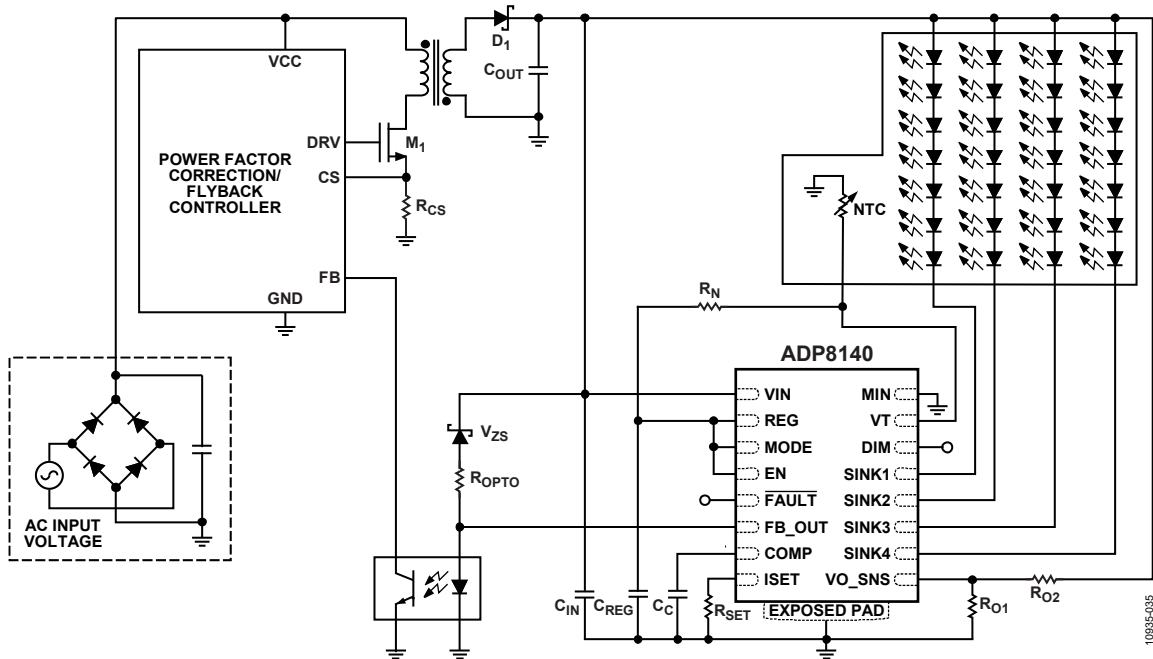 VCC
POWER FACTOR
CORRECTION/
FLYBACK
CONTROLLER
DRV
CS
FB
GND
M1
RCS
D1
COUT
NTC
RN
AC INPUT
VOLTAGE
VZS
ROPTO
ADP8140
VIN
REG
MODE
EN
FAULT
FB_OUT
COMP
ISET
MIN
VT
DIM
SINK1
SINK2
SINK3
SINK4
VO_SNS
EXPOSED PAD
CIN
CREG
CC
RSET
RO1
RO2
10935-035